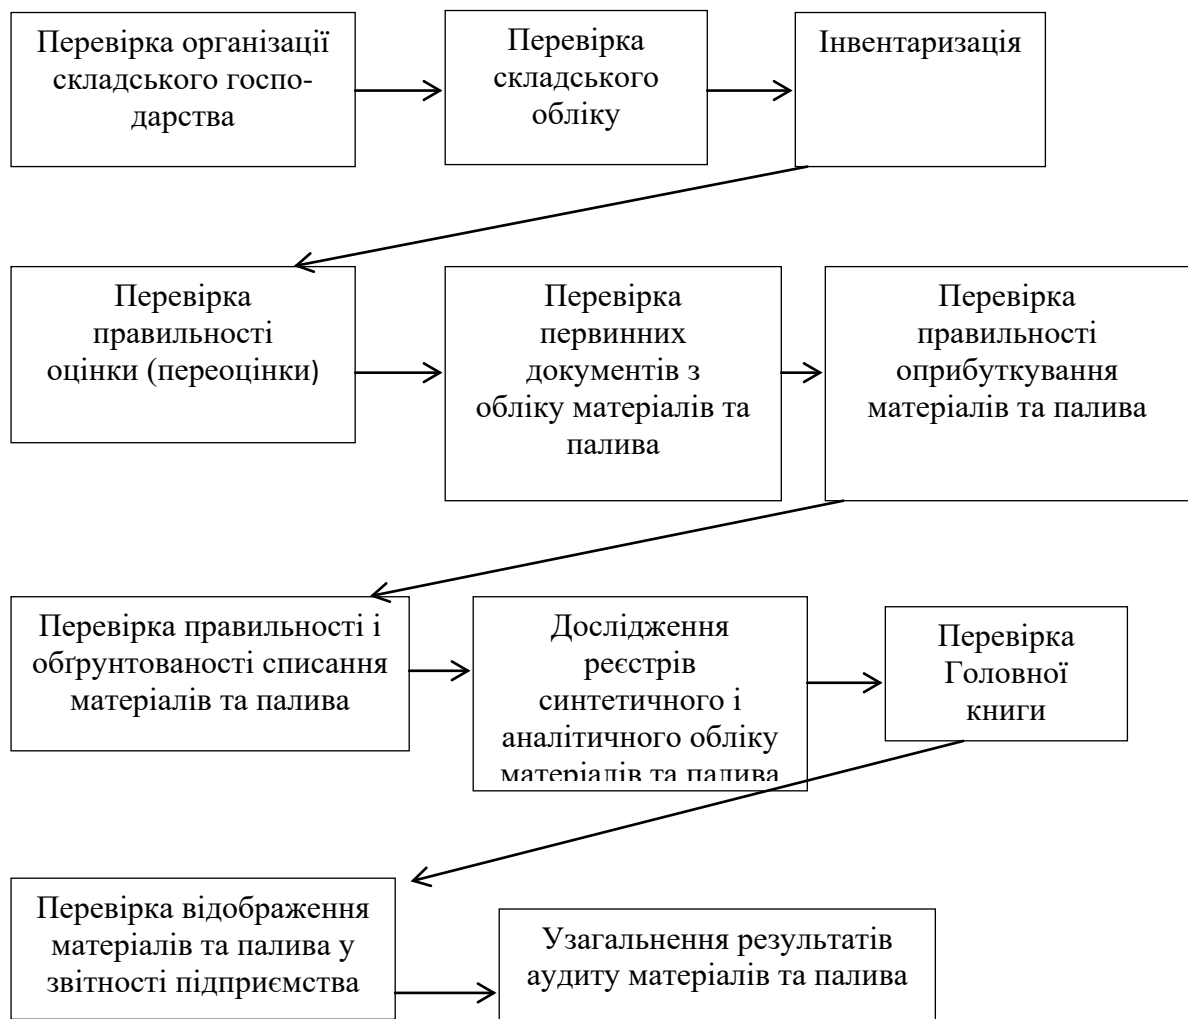 Перевірка організації
складського госпо-
дарства
Перевірка
складського
обліку
Інвентаризація
Перевірка
правильності
оцінки (переоцінки)
Перевірка
первинних
документів з
обліку матеріалів та
палива
Перевірка
правильності
оприбуткування
матеріалів та палива
Перевірка правильності і
обґрунтованості списання
матеріалів та палива
Дослідження
реєстрів
синтетичного і
аналітичного обліку
матеріалів та палива
Перевірка
Головної
книги
Перевірка відображення
матеріалів та палива у
звітності підприємства
Узагальнення результатів
аудиту матеріалів та палива